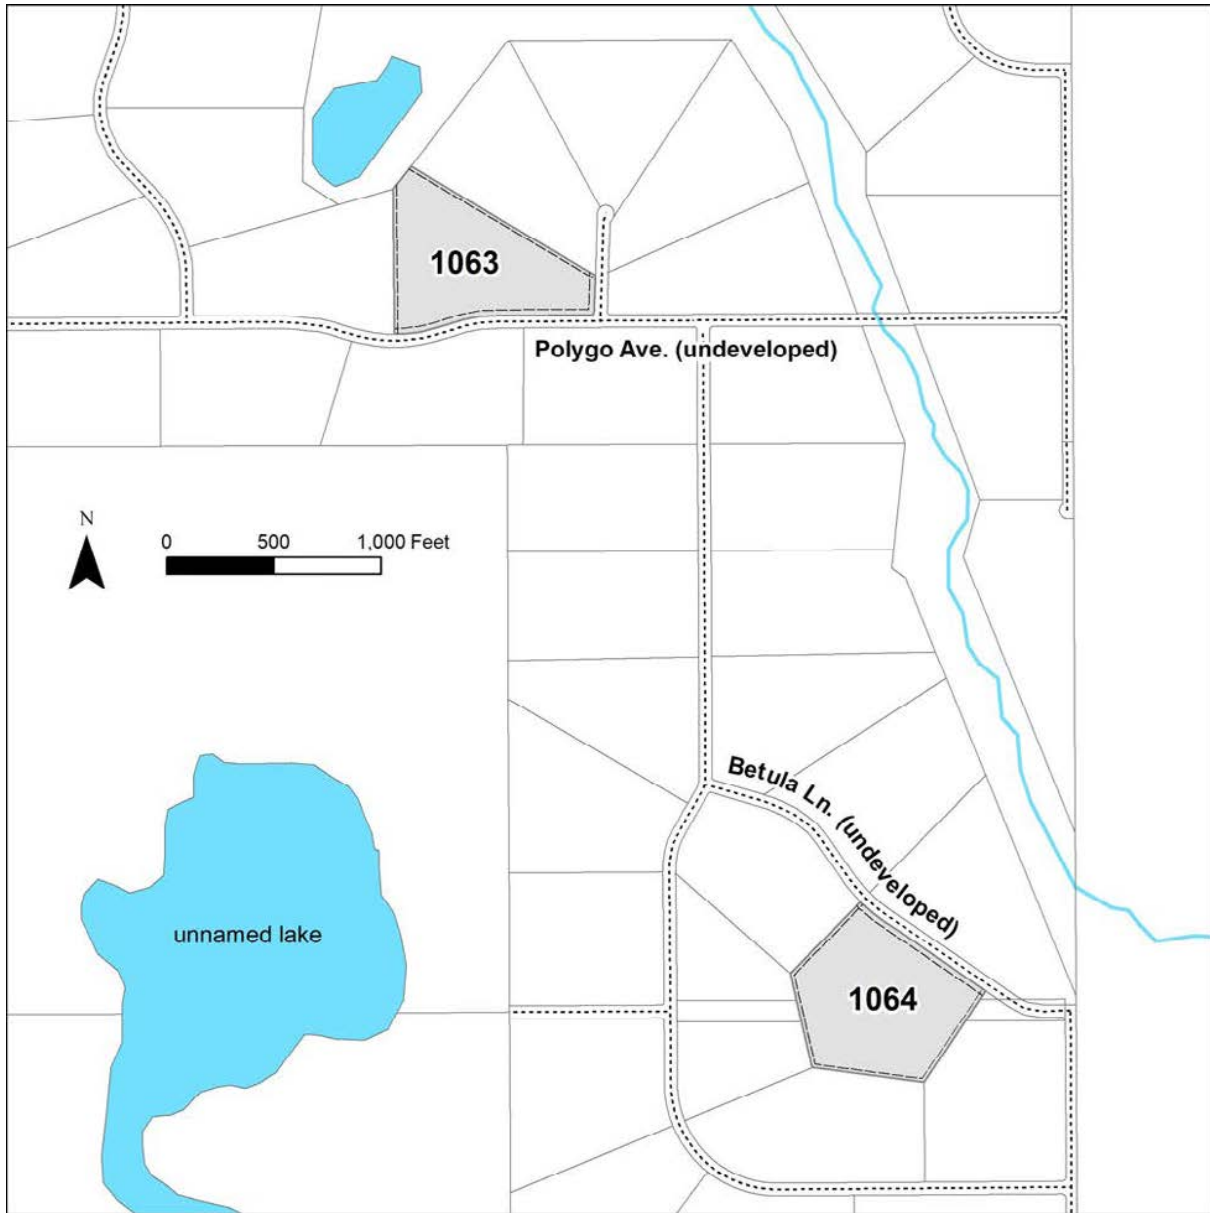 1063
Polygo Ave. (undeveloped)
N
0 500 1,000 Feet
Betula Ln. (undeveloped)
unnamed lake
1064